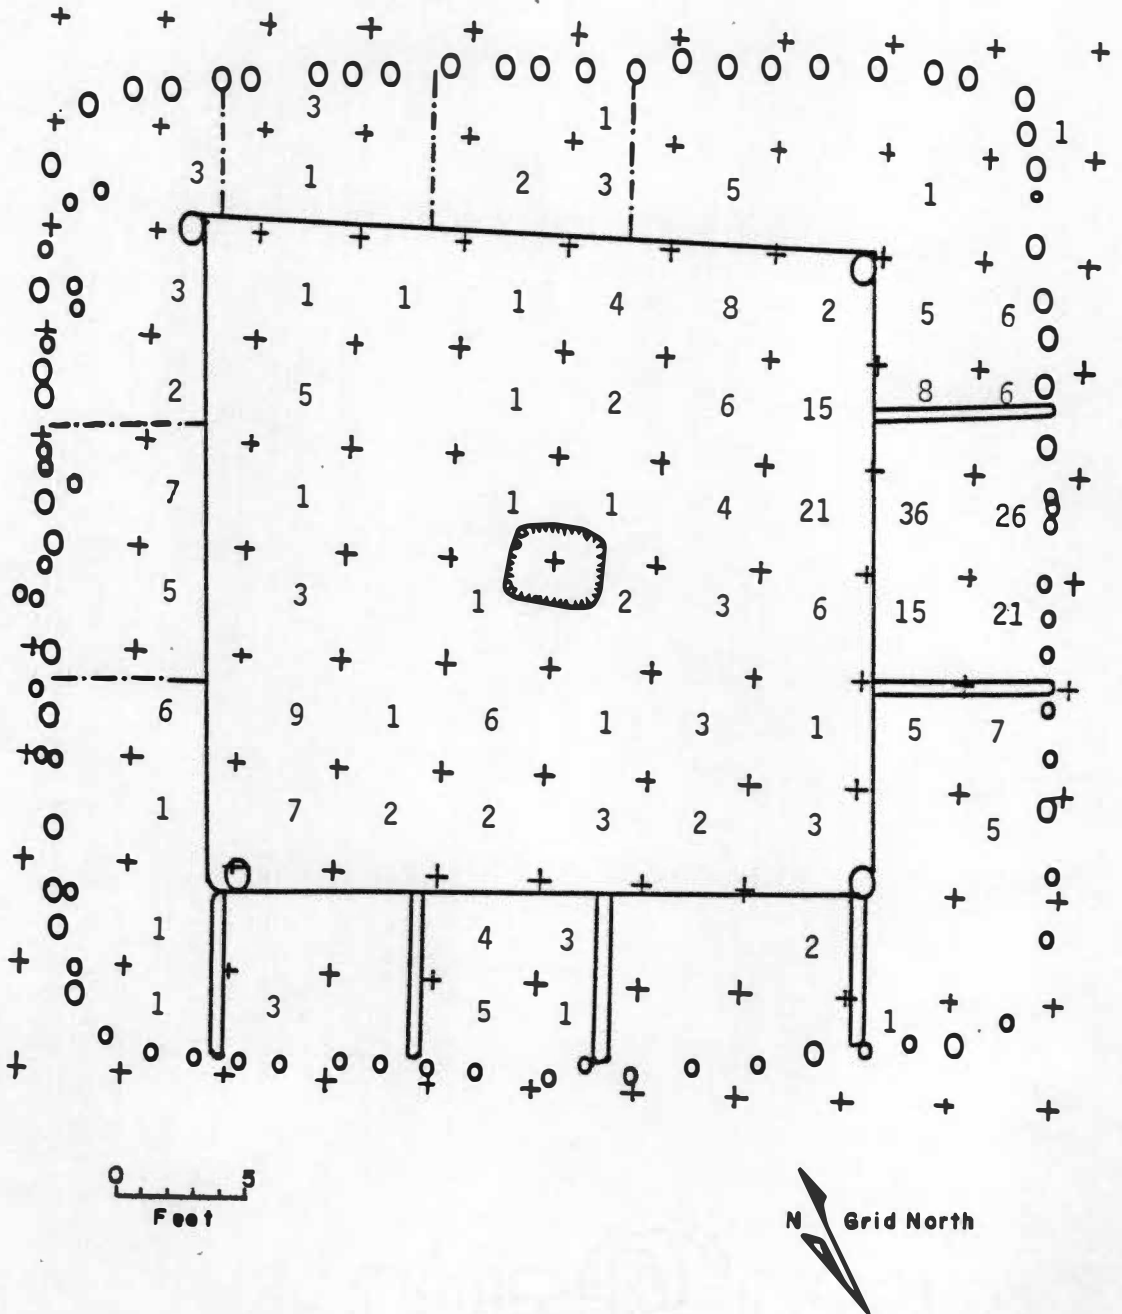 3
1
1
3 1 2 3 5 1
3 1 1 1 4 8 2 5 6
2 5 1 2 6 15 8 6
7 1 1 1 4 21 36 26
5 3 1 2 3 6 15 21
6 9 1 6 1 3 1 5 7
1 7 2 2 3 2 3 5
1 4 3 2
1 3 5 1 1
0 5
Feet
N Grid North